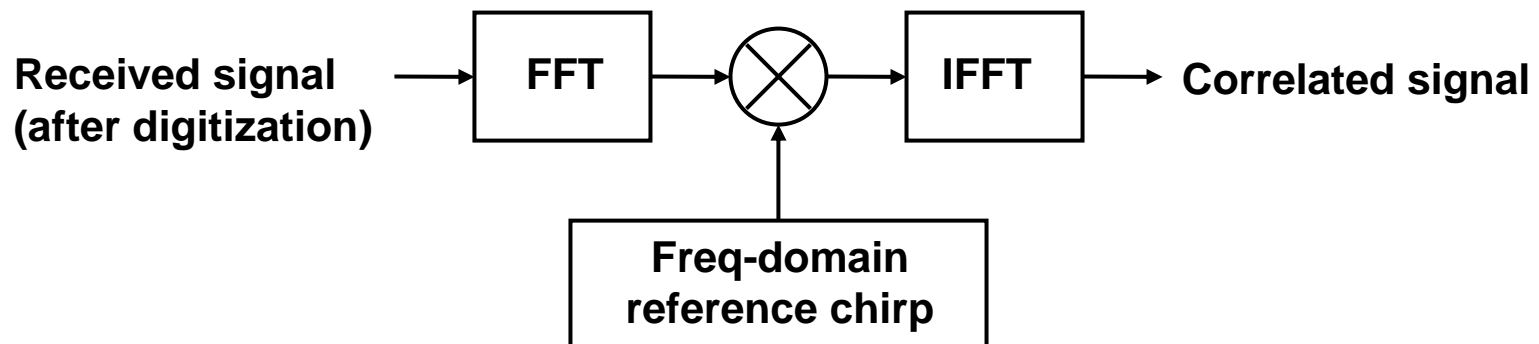 Received signal
(after digitization)
FFT
IFFT
Correlated signal
Freq-domain
reference chirp